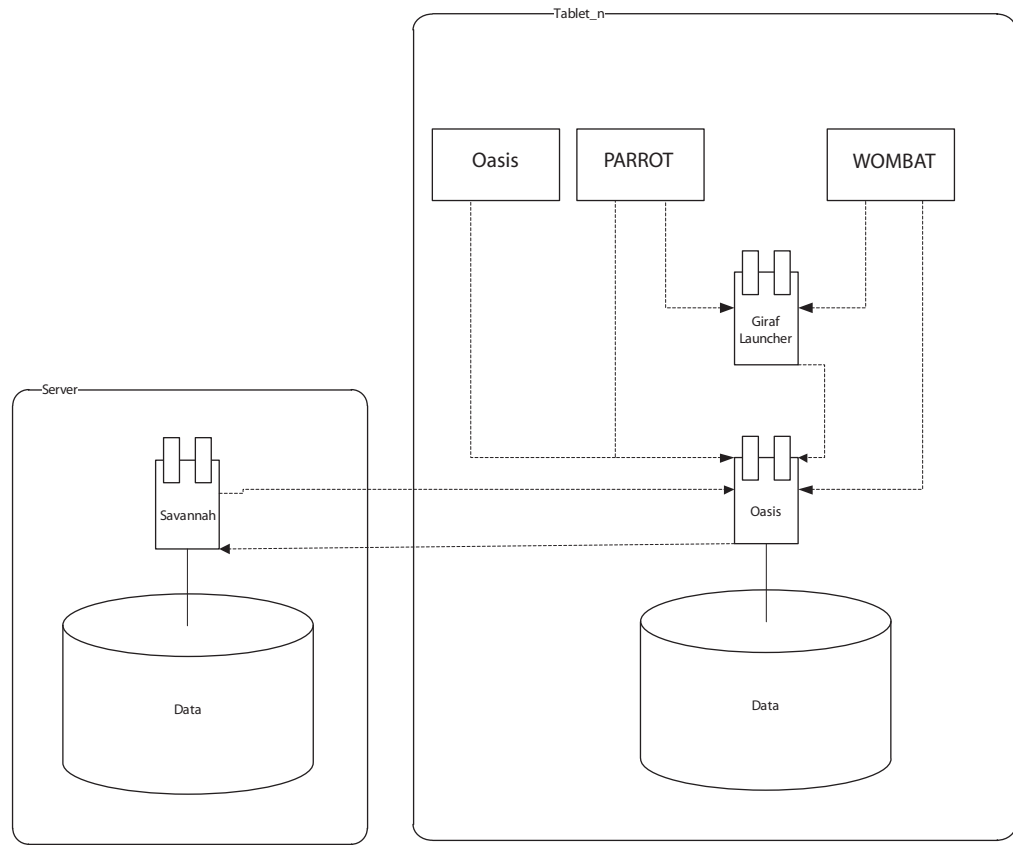 Tablet_n
Oasis
PARROT
WOMBAT
Giraf
Launcher
Server
Savannah
Oasis
Data
Data